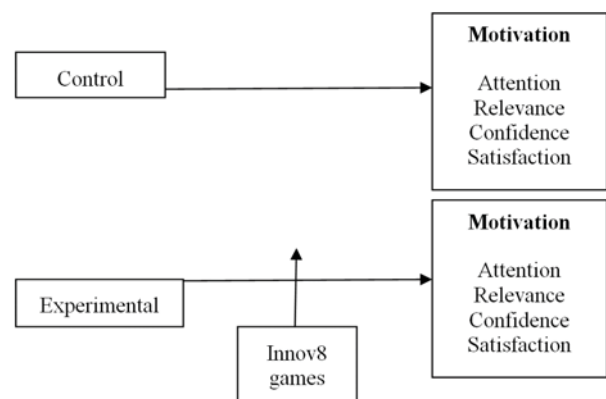 Control
Motivation
Attention
Relevance
Confidence
Satisfaction
Experimental
Innov8
games
Motivation
Attention
Relevance
Confidence
Satisfaction